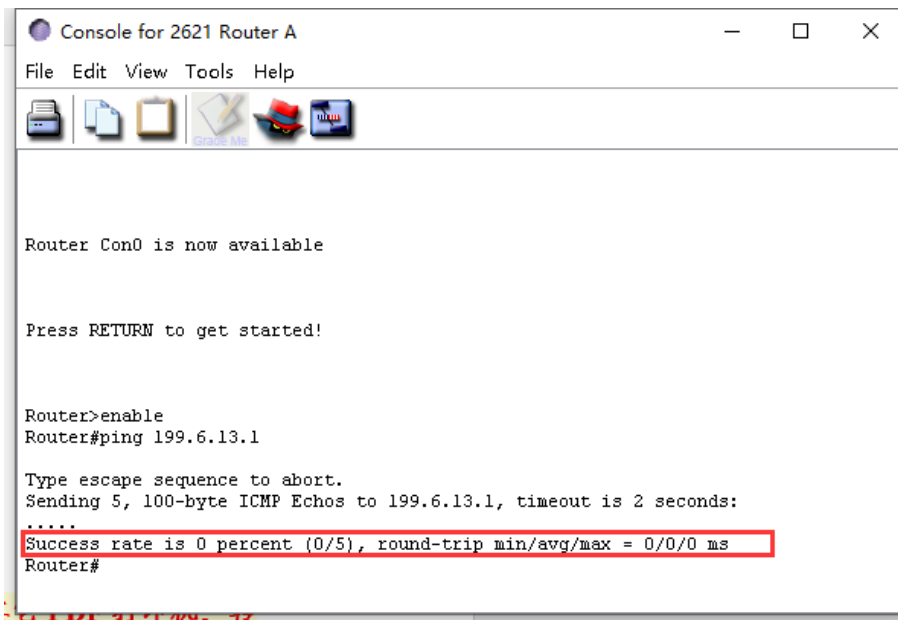 Console for 2621 Router A
File Edit View Tools Help
Grade Me
Router Con0 is now available
Press RETURN to get started!
Router>enable
Router#ping 199.6.13.1
Type escape sequence to abort.
Sending 5, 100-byte ICMP Echos to 199.6.13.1, timeout is 2 seconds:
.....
Success rate is 0 percent (0/5), round-trip min/avg/max = 0/0/0 ms
Router#